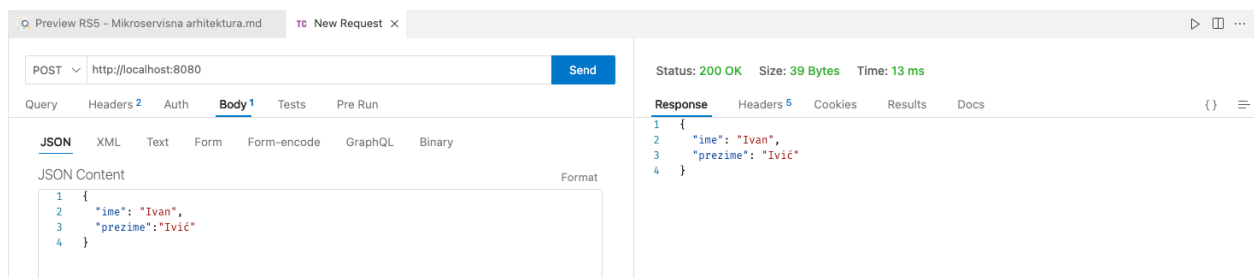 Preview RS5 - Mikroservisna arhitektura.md TC New Request
POST http://localhost:8080 Send
Query Headers 2 Auth Body 1 Tests Pre Run
JSON XML Text Form Form-encode GraphQL Binary
JSON Content Format
1 {
2 "ime": "Ivan",
3 "prezime":"Ivić"
4 }
Status: 200 OK Size: 39 Bytes Time: 13 ms
Response Headers 5 Cookies Results Docs { }
1 {
2 "ime": "Ivan",
3 "prezime": "Ivić"
4 }